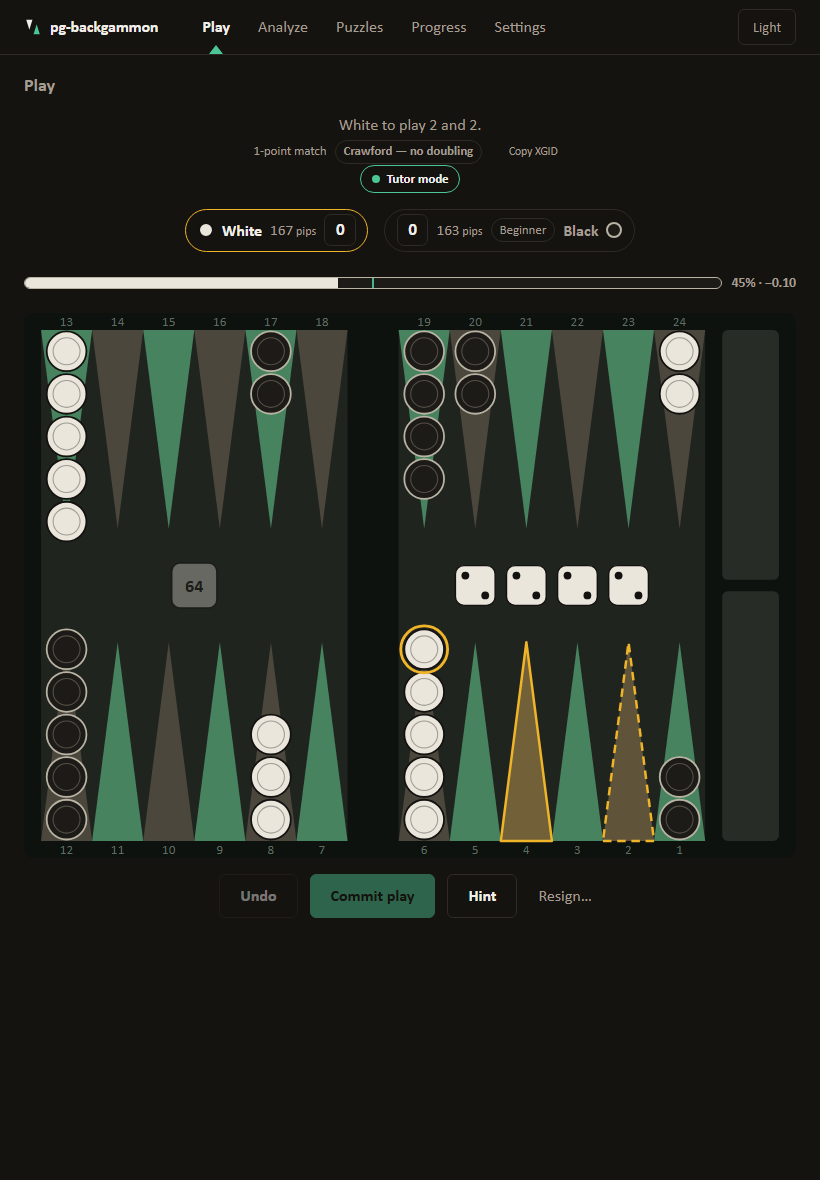 pg-backgammon Play Analyze Puzzles Progress Settings Light
Play
White to play 2 and 2.
1-point match Crawford — no doubling Copy XGID
Tutor mode
White 167 pips 0 0 163 pips Beginner Black
45% · −0.10
13 14 15 16 17 18 19 20 21 22 23 24
64
12 11 10 9 8 7 6 5 4 3 2 1
Undo Commit play Hint Resign...